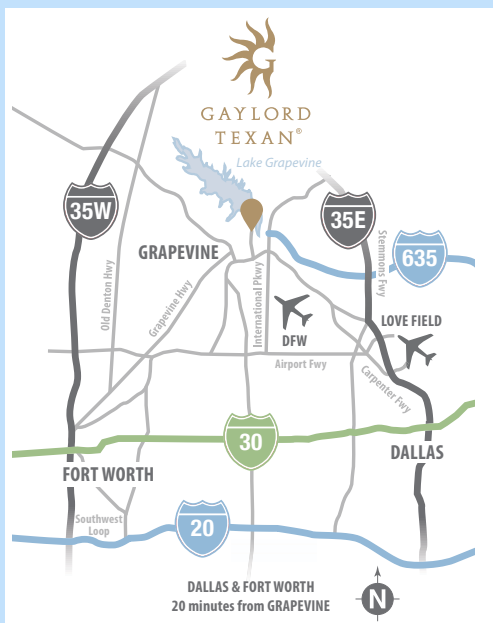 G
GAYLORD
TEXAN®
Lake Grapevine
35W
35E
635
GRAPEVINE
Stemmons Fwy
Old Denton Hwy
Grapevine Hwy
International Pkwy
DFW
LOVE FIELD
Airport Fwy
Carpenter Fwy
30
DALLAS
FORT WORTH
Southwest
Loop
20
DALLAS & FORT WORTH
20 minutes from GRAPEVINE
N